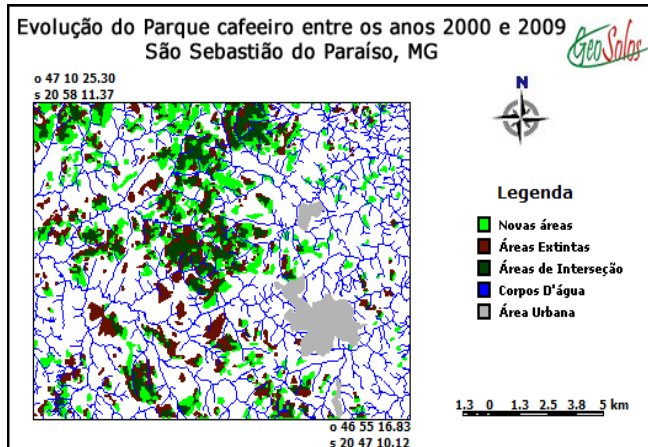 Evolução do Parque cafeeiro entre os anos 2000 e 2009
São Sebastião do Paraíso, MG
GeoSolos
o 47 10 25.30
s 20 58 11.37
N
Legenda
Novas áreas
Áreas Extintas
Áreas de Interseção
Corpos D'água
Área Urbana
1.3 0 1.3 2.5 3.8 5 km
o 46 55 16.83
s 20 47 10.12